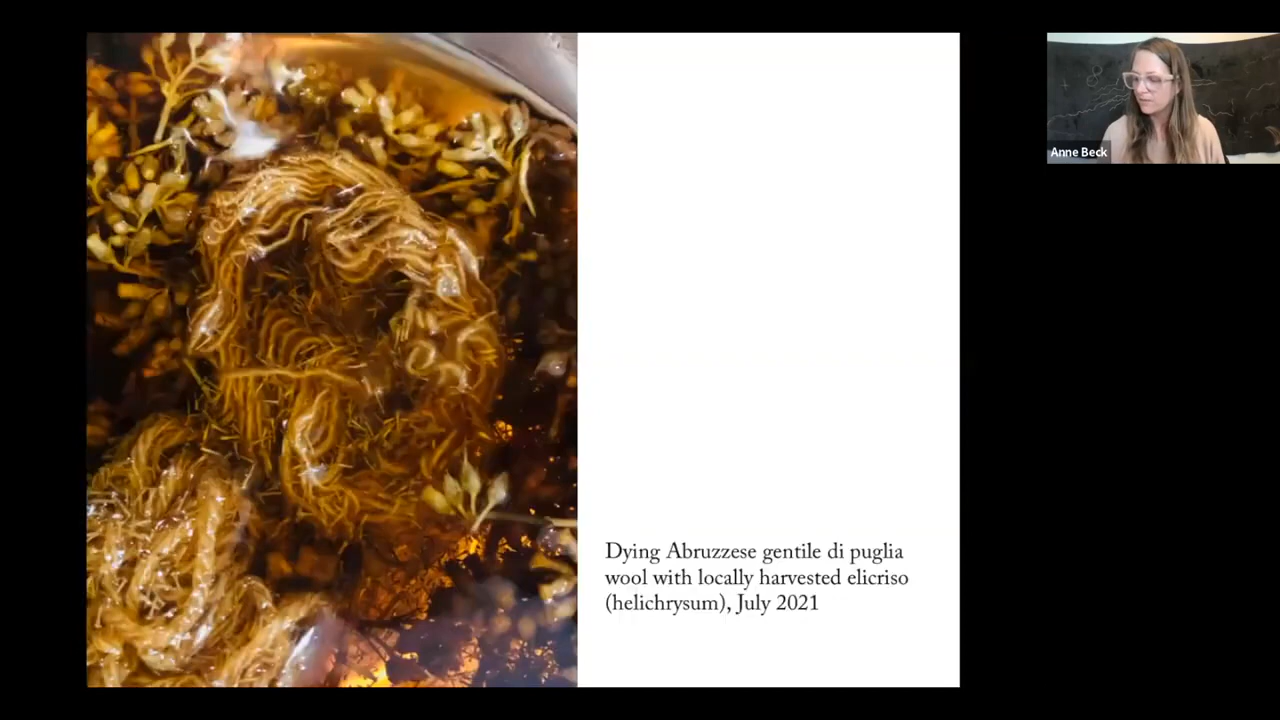 Anne Beck
Dying Abruzzese gentile di puglia
wool with locally harvested elicriso
(helichrysum), July 2021